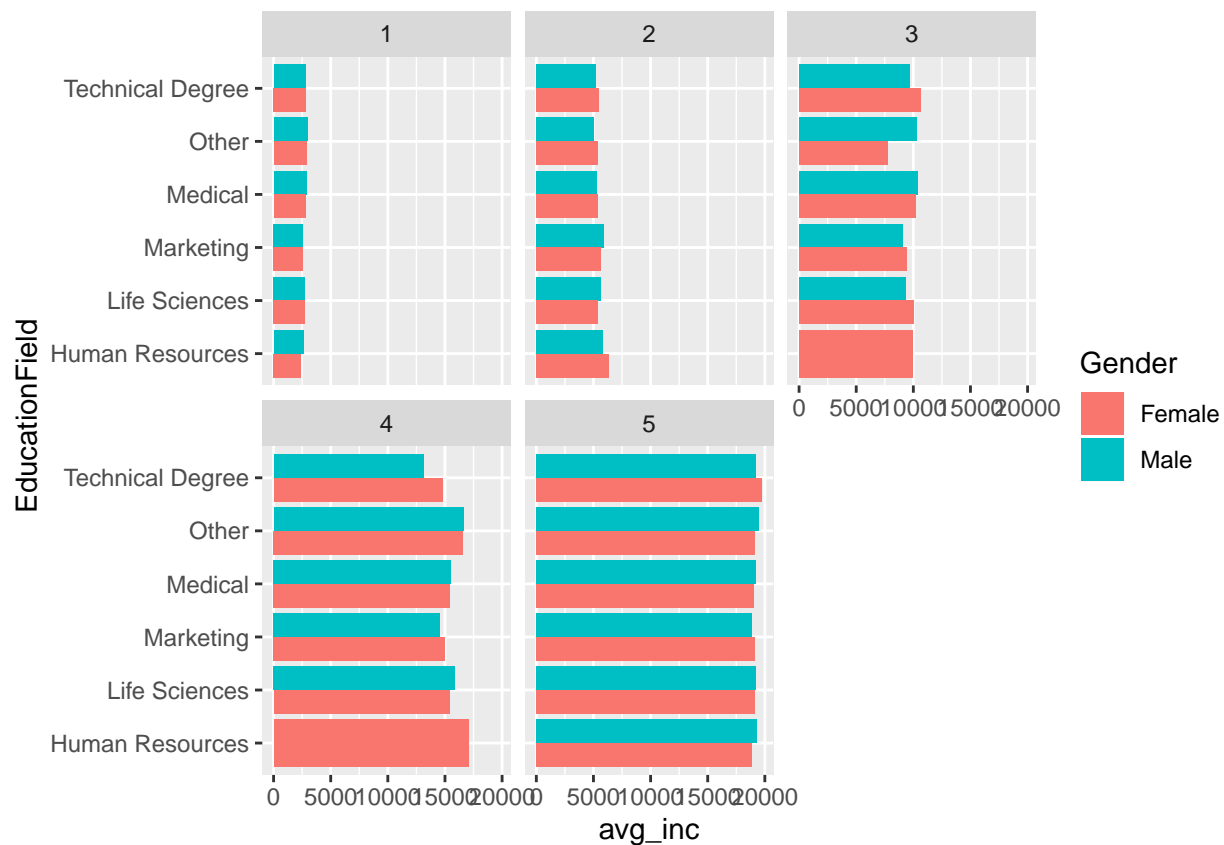 1
2
3
Technical Degree
Other
Medical
Marketing
Life Sciences
Human Resources
0 5000 10000 15000 20000
4
5
Technical Degree
Other
Medical
Marketing
Life Sciences
Human Resources
0 5000 10000 15000 20000
0 5000 10000 15000 20000
avg_inc
EducationField
Gender
Female
Male